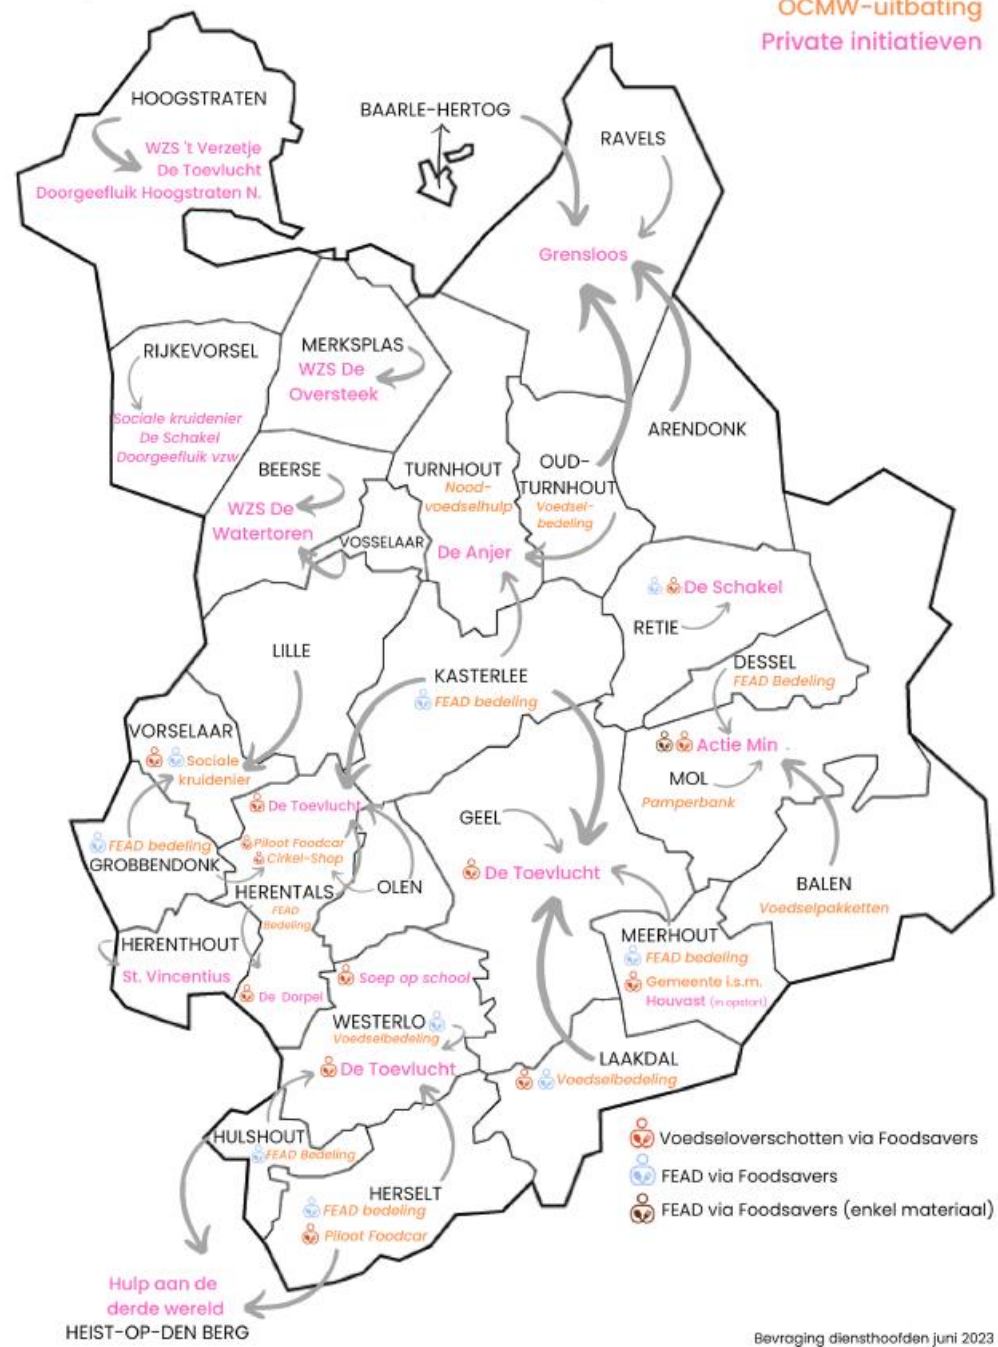 OCMW-uitbating
Private initiatieven
HOOGSTRATEN
WZS 't Verzetje
De Toevlucht
Doorgeefluik Hoogstraten N.
BAARLE-HERTOG
RAVELS
Grensloos
RIJKEVORSEL
Sociale kruidenier
De Schakel
Doorgeefluik vzw
MERKSPLAS
WZS De
Oversteek
ARENDONK
BEERSE
WZS De
Watertoren
VOSSELAAR
TURNHOUT
Nood-
voedselhulp
De Anjer
OUD-
TURNHOUT
Voedsel-
bedeling
De Schakel
RETIE
LILLE
KASTERLEE
FEAD bedeling
DESSEL
FEAD Bedeling
VORSELAAR
Sociale
kruidenier
Actie Min
MOL
Pamperbank
De Toevlucht
Piloot Foodcar
Cirkel-Shop
FEAD bedeling
GROBBENDONK
HERENTALS
FEAD
Bedeling
OLEN
GEEL
De Toevlucht
BALEN
Voedselpakketten
HERENTHOUT
St. Vincentius
De Dorpel
Soep op school
MEERHOUT
FEAD bedeling
Gemeente i.s.m.
Houvast (in opstart)
WESTERLO
Voedselbedeling
De Toevlucht
LAAKDAL
Voedselbedeling
HULSHOUT
FEAD Bedeling
HERSELT
FEAD bedeling
Piloot Foodcar
Voedseloverschotten via Foodsavers
FEAD via Foodsavers
FEAD via Foodsavers (enkel materiaal)
Hulp aan de
derde wereld
HEIST-OP-DEN BERG
Bevraging diensthoofden juni 2023